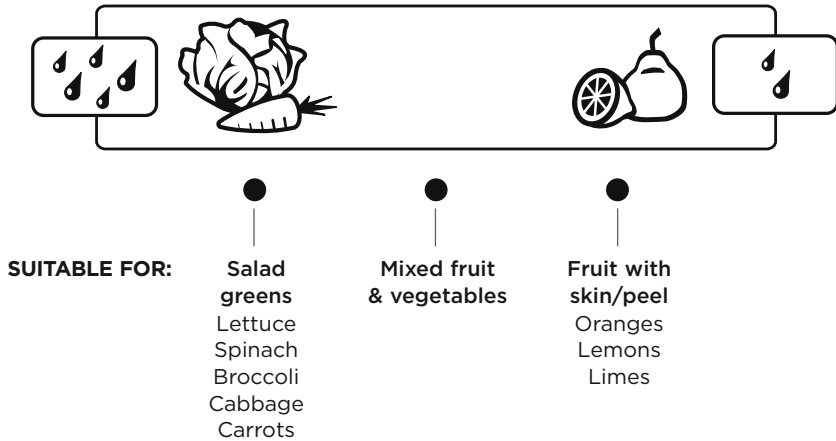 SUITABLE FOR:
Salad
greens
Lettuce
Spinach
Broccoli
Cabbage
Carrots
Mixed fruit
& vegetables
Fruit with
skin/peel
Oranges
Lemons
Limes